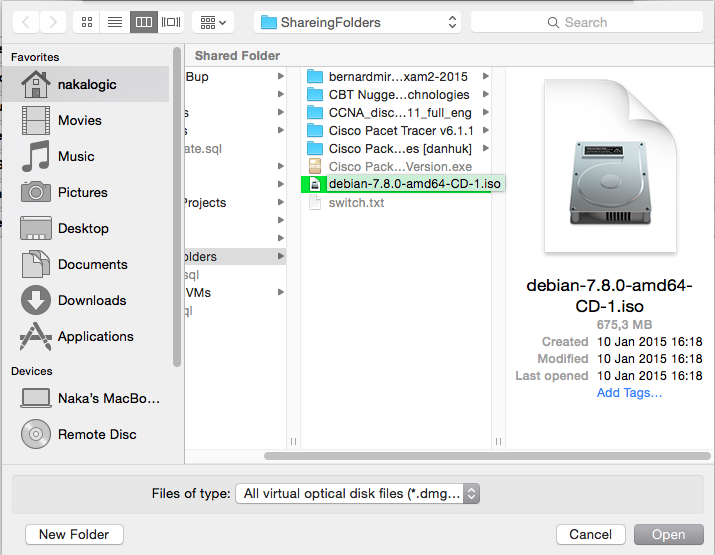 ShareingFolders
Search
Favorites
nakalogic
Movies
Music
Pictures
Desktop
Documents
Downloads
Applications
Devices
Naka's MacBo...
Remote Disc
Shared Folder
Bup
s
s
ate.sql
Projects
olders
sql
VMs
ql
bernardmir...xam2-2015
CBT Nugge...chnologies
CCNA_disc...11_full_eng
Cisco Pacet Tracer v6.1.1
Cisco Pack...es [danhuk]
Cisco Pack...Version.exe
debian-7.8.0-amd64-CD-1.iso
switch.txt
debian-7.8.0-amd64-
CD-1.iso
675,3 MB
Created 10 Jan 2015 16:18
Modified 10 Jan 2015 16:18
Last opened 10 Jan 2015 16:18
Add Tags...
Files of type: All virtual optical disk files (*.dmg...
New Folder
Cancel
Open